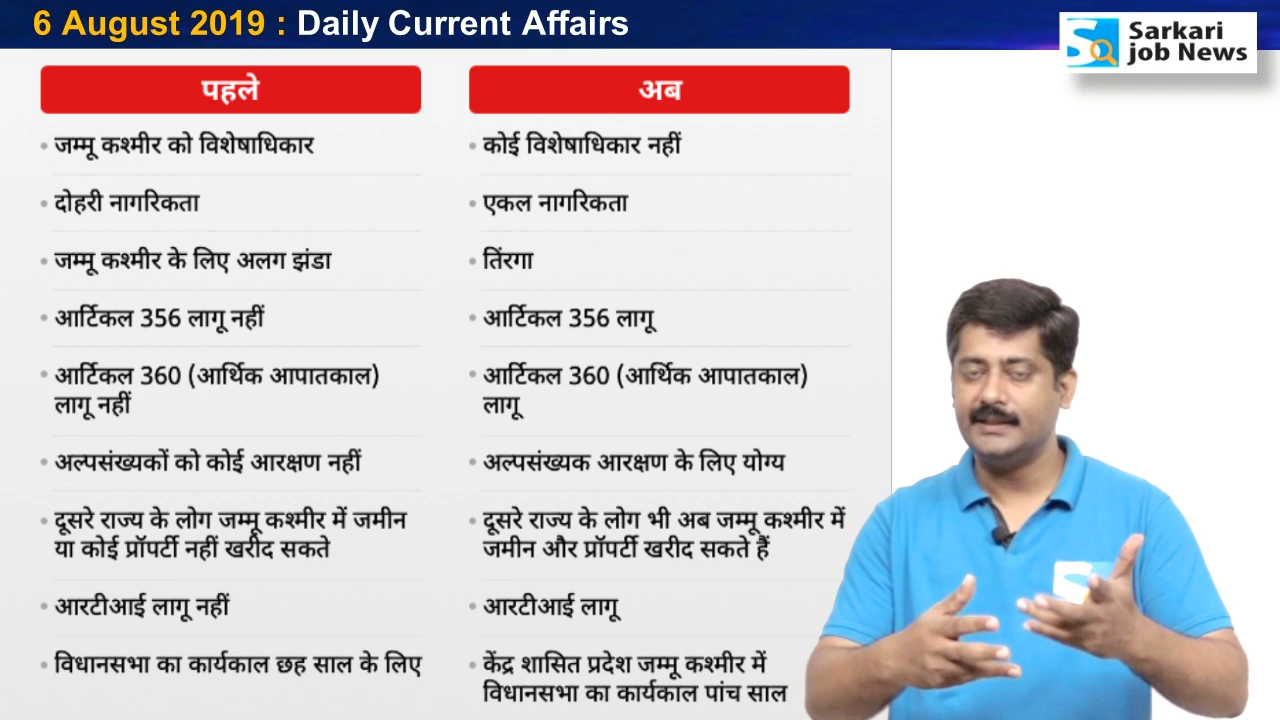 6 August 2019 : Daily Current Affairs
Sarkari
job News
पहले
अब
• जम्मू कश्मीर को विशेषाधिकार
• कोई विशेषाधिकार नहीं
• दोहरी नागरिकता
• एकल नागरिकता
• जम्मू कश्मीर के लिए अलग झंडा
• तिंरगा
• आर्टिकल 356 लागू नहीं
• आर्टिकल 356 लागू
• आर्टिकल 360 (आर्थिक आपातकाल)
लागू नहीं
• आर्टिकल 360 (आर्थिक आपातकाल)
लागू
• अल्पसंख्यकों को कोई आरक्षण नहीं
• अल्पसंख्यक आरक्षण के लिए योग्य
• दूसरे राज्य के लोग जम्मू कश्मीर में जमीन
या कोई प्रॉपर्टी नहीं खरीद सकते
• दूसरे राज्य के लोग भी अब जम्मू कश्मीर में
जमीन और प्रॉपर्टी खरीद सकते हैं
• आरटीआई लागू नहीं
• आरटीआई लागू
• विधानसभा का कार्यकाल छह साल के लिए
• केंद्र शासित प्रदेश जम्मू कश्मीर में
विधानसभा का कार्यकाल पांच साल